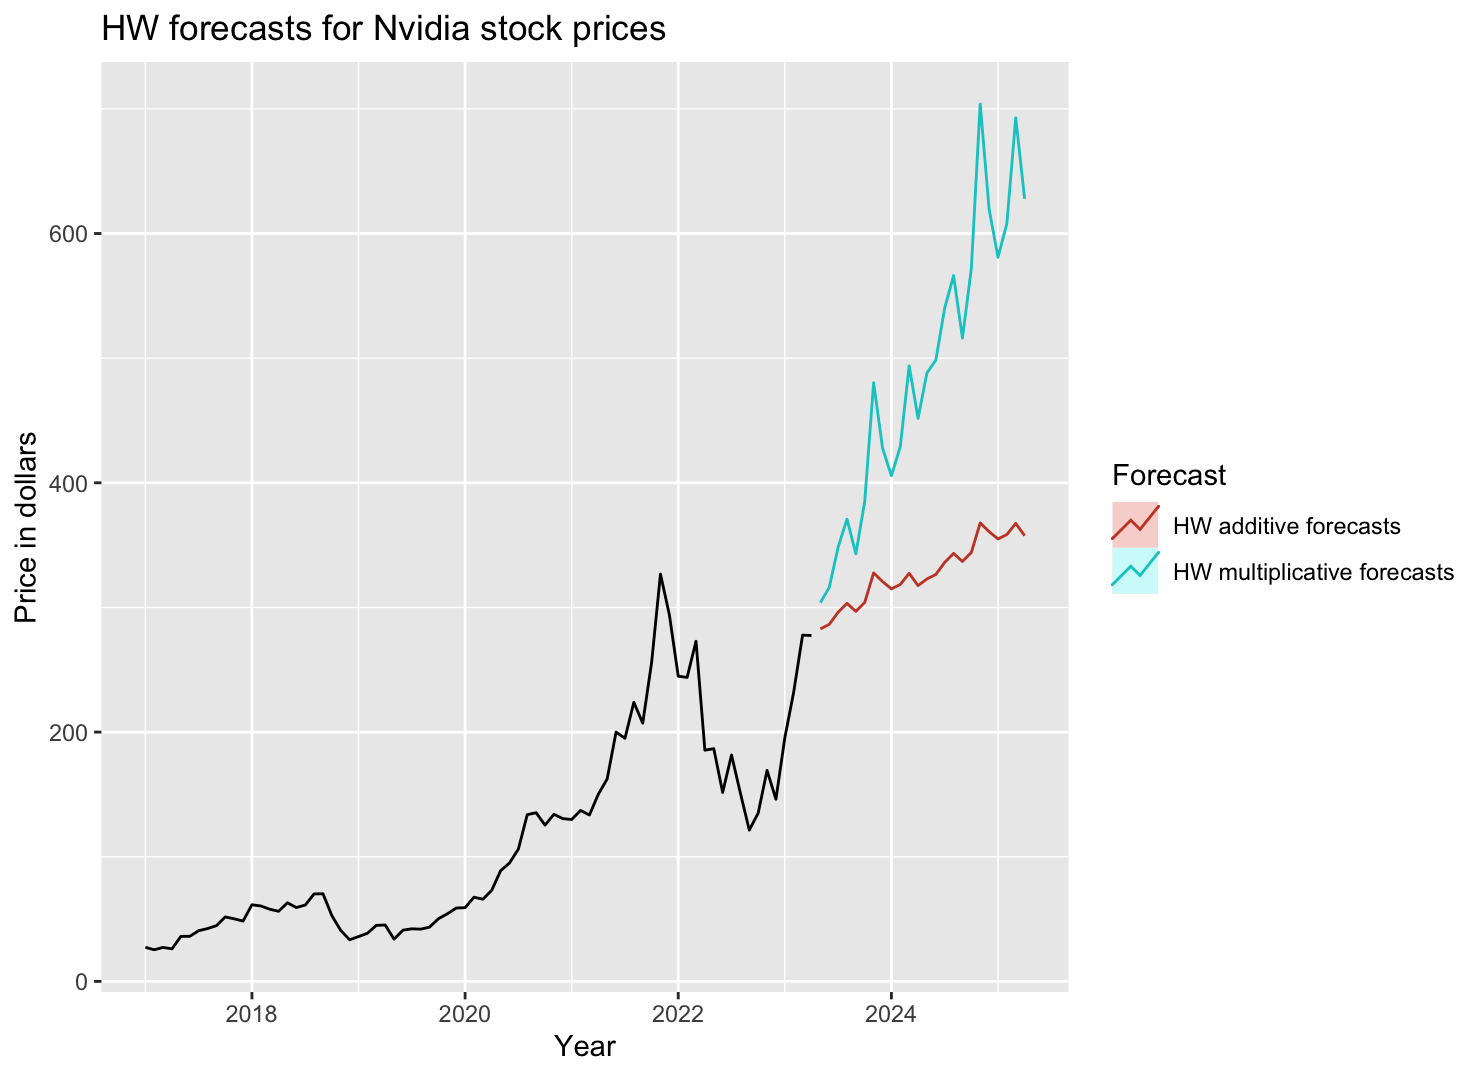 HW forecasts for Nvidia stock prices
Price in dollars
600
400
200
0
2018
2020
2022
2024
Year
Forecast
HW additive forecasts
HW multiplicative forecasts